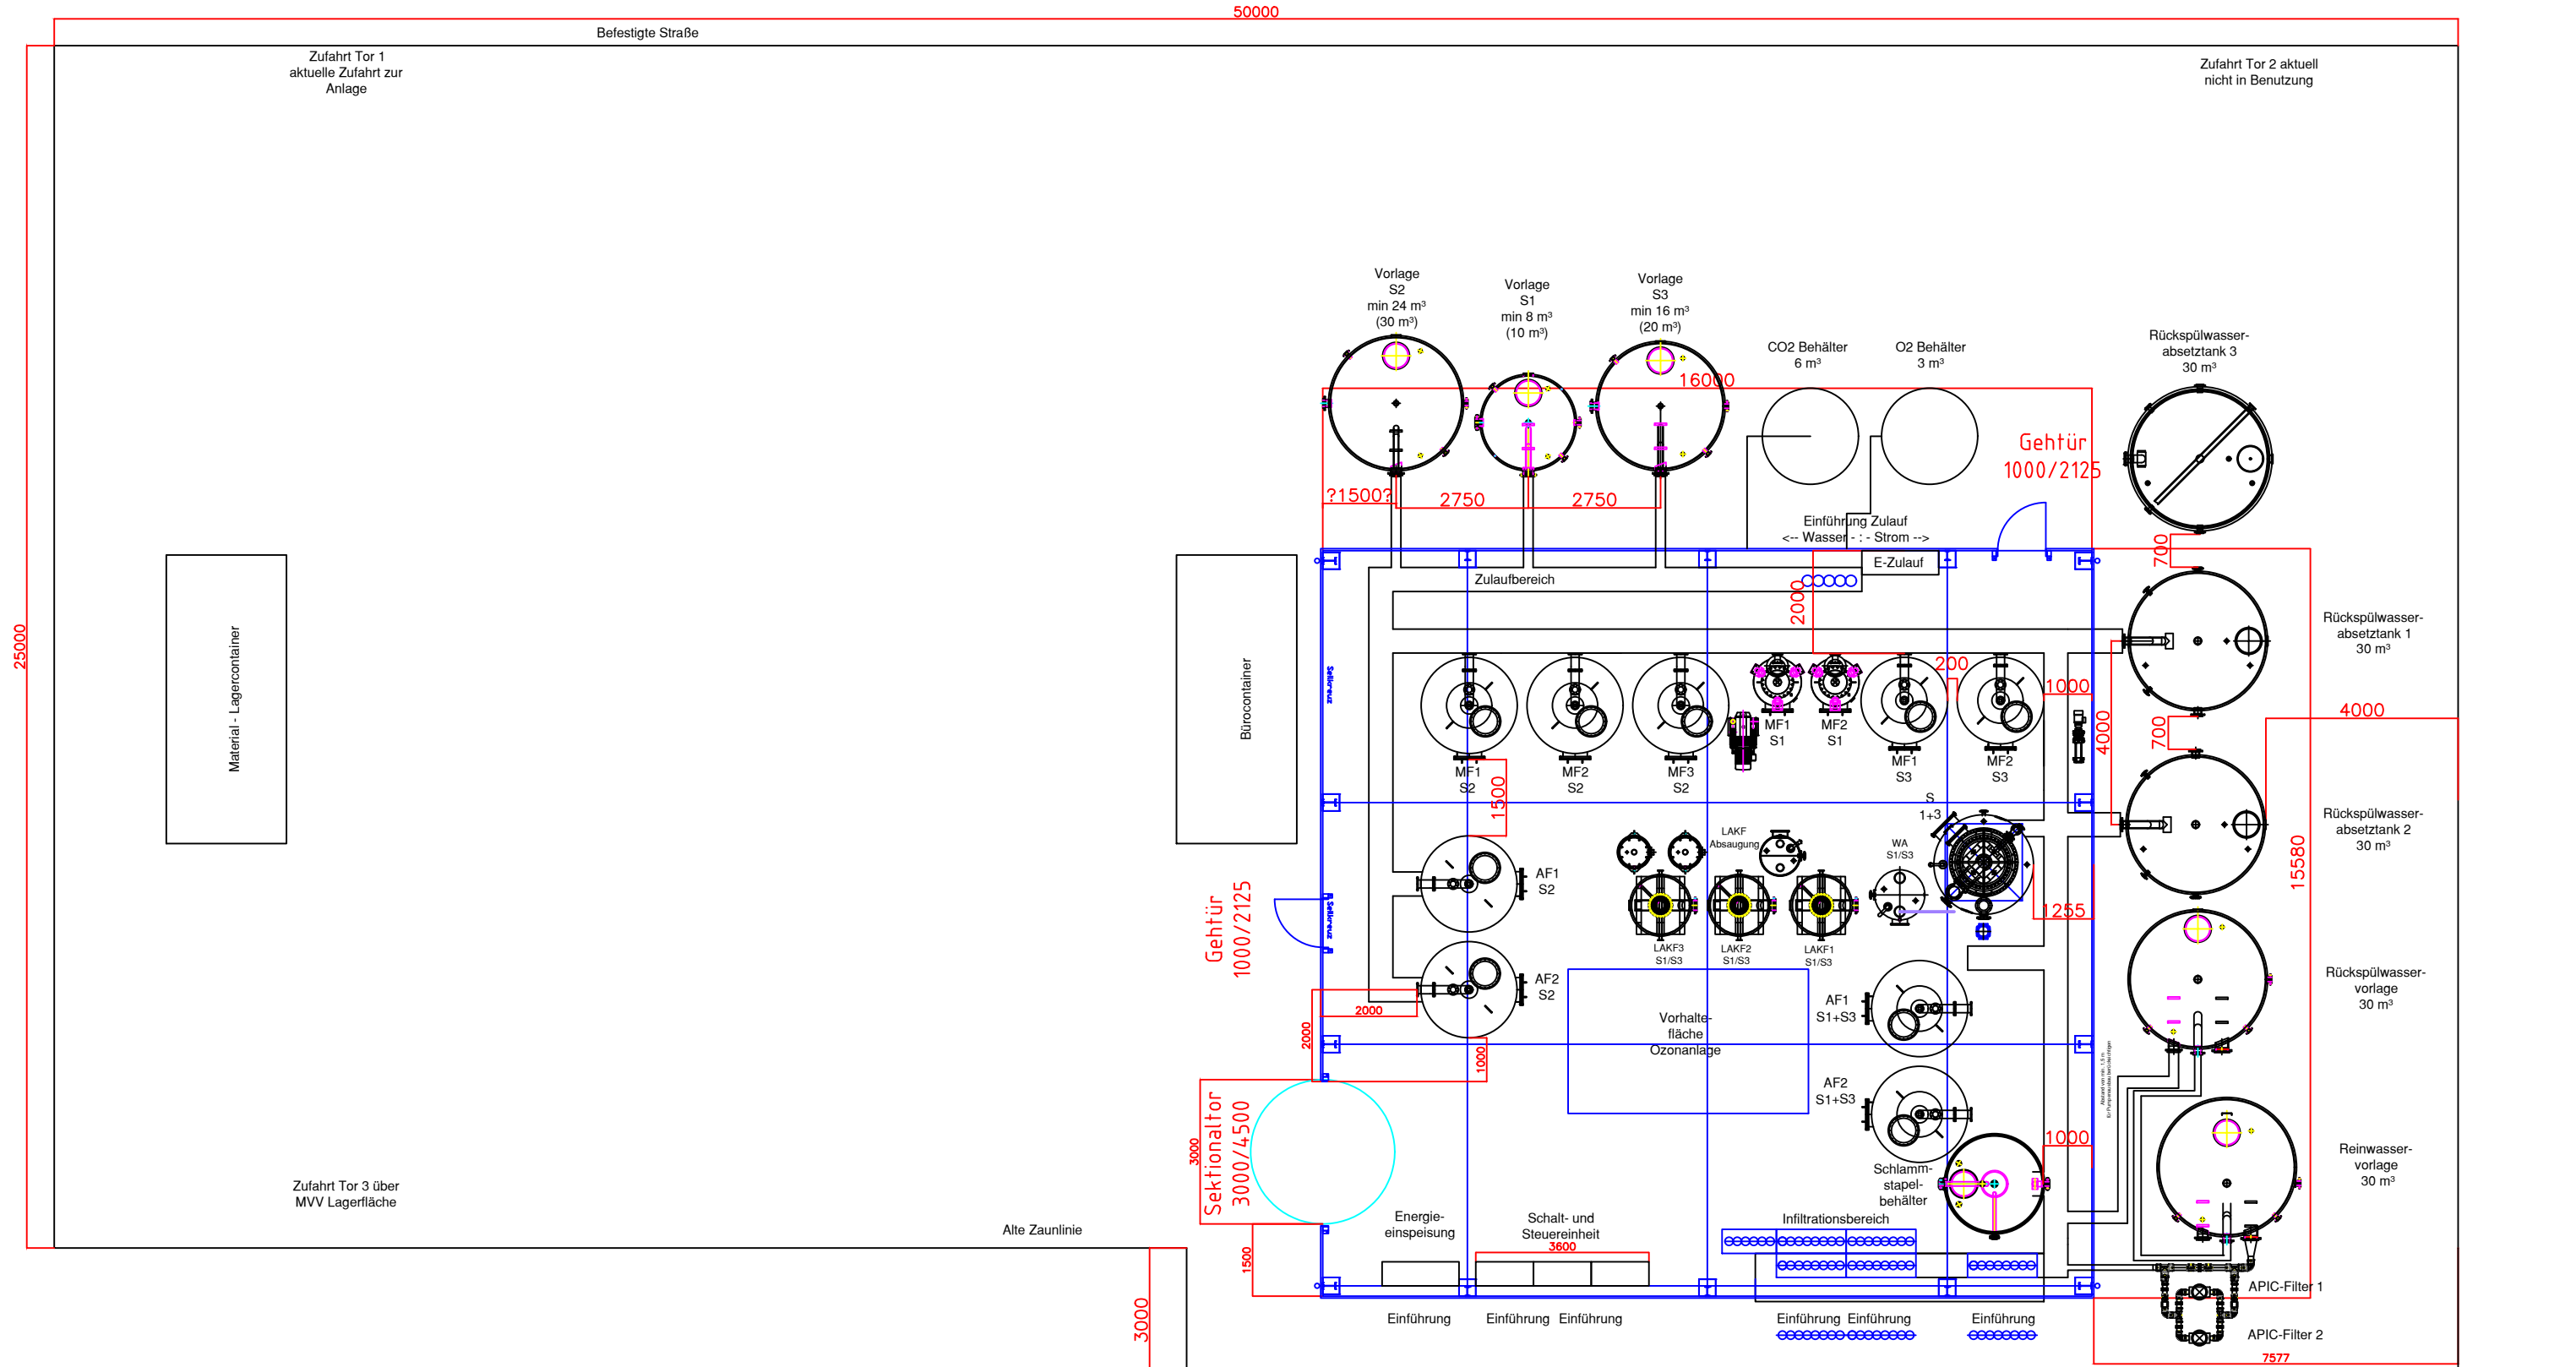 50000
Befestigte Straße
Zufahrt Tor 1
aktuelle Zufahrt zur
Anlage
Zufahrt Tor 2 aktuell
nicht in Benutzung
25000
Vorlage
S2
min 24 m³
(30 m³)
Vorlage
S1
min 8 m³
(10 m³)
Vorlage
S3
min 16 m³
(20 m³)
CO2 Behälter
6 m³
O2 Behälter
3 m³
Rückspülwasser-
absetztank 3
30 m³
16000
Gehtür
1000/2125
?1500?
2750
2750
Einführung Zulauf
<-- Wasser - : - Strom -->
E-Zulauf
Zulaufbereich
2000
700
Material - Lagercontainer
Bürocontainer
Rückspülwasser-
absetztank 1
30 m³
200
1000
4000
700
4000
MF1
S2
MF2
S2
MF3
S2
MF1
S1
MF2
S1
MF1
S3
MF2
S3
1500
S
1+3
LAKF
Absaugung
WA
S1/S3
Rückspülwasser-
absetztank 2
30 m³
15580
AF1
S2
1255
Gehtür
1000/2125
LAKF3
S1/S3
LAKF2
S1/S3
LAKF1
S1/S3
AF2
S2
2000
2000
1000
Vorhalte-
fläche
Ozonanlage
AF1
S1+S3
Rückspülwasser-
vorlage
30 m³
AF2
S1+S3
3000
Sektionaltor
3000/4500
1000
Schlamm-
stapel-
behälter
Reinwasser-
vorlage
30 m³
Zufahrt Tor 3 über
MVV Lagerfläche
Alte Zaunlinie
Energie-
einspeisung
Schalt- und
Steuereinheit
3600
Infiltrationsbereich
1500
3000
Einführung
Einführung
Einführung
Einführung
Einführung
Einführung
APIC-Filter 1
APIC-Filter 2
7577